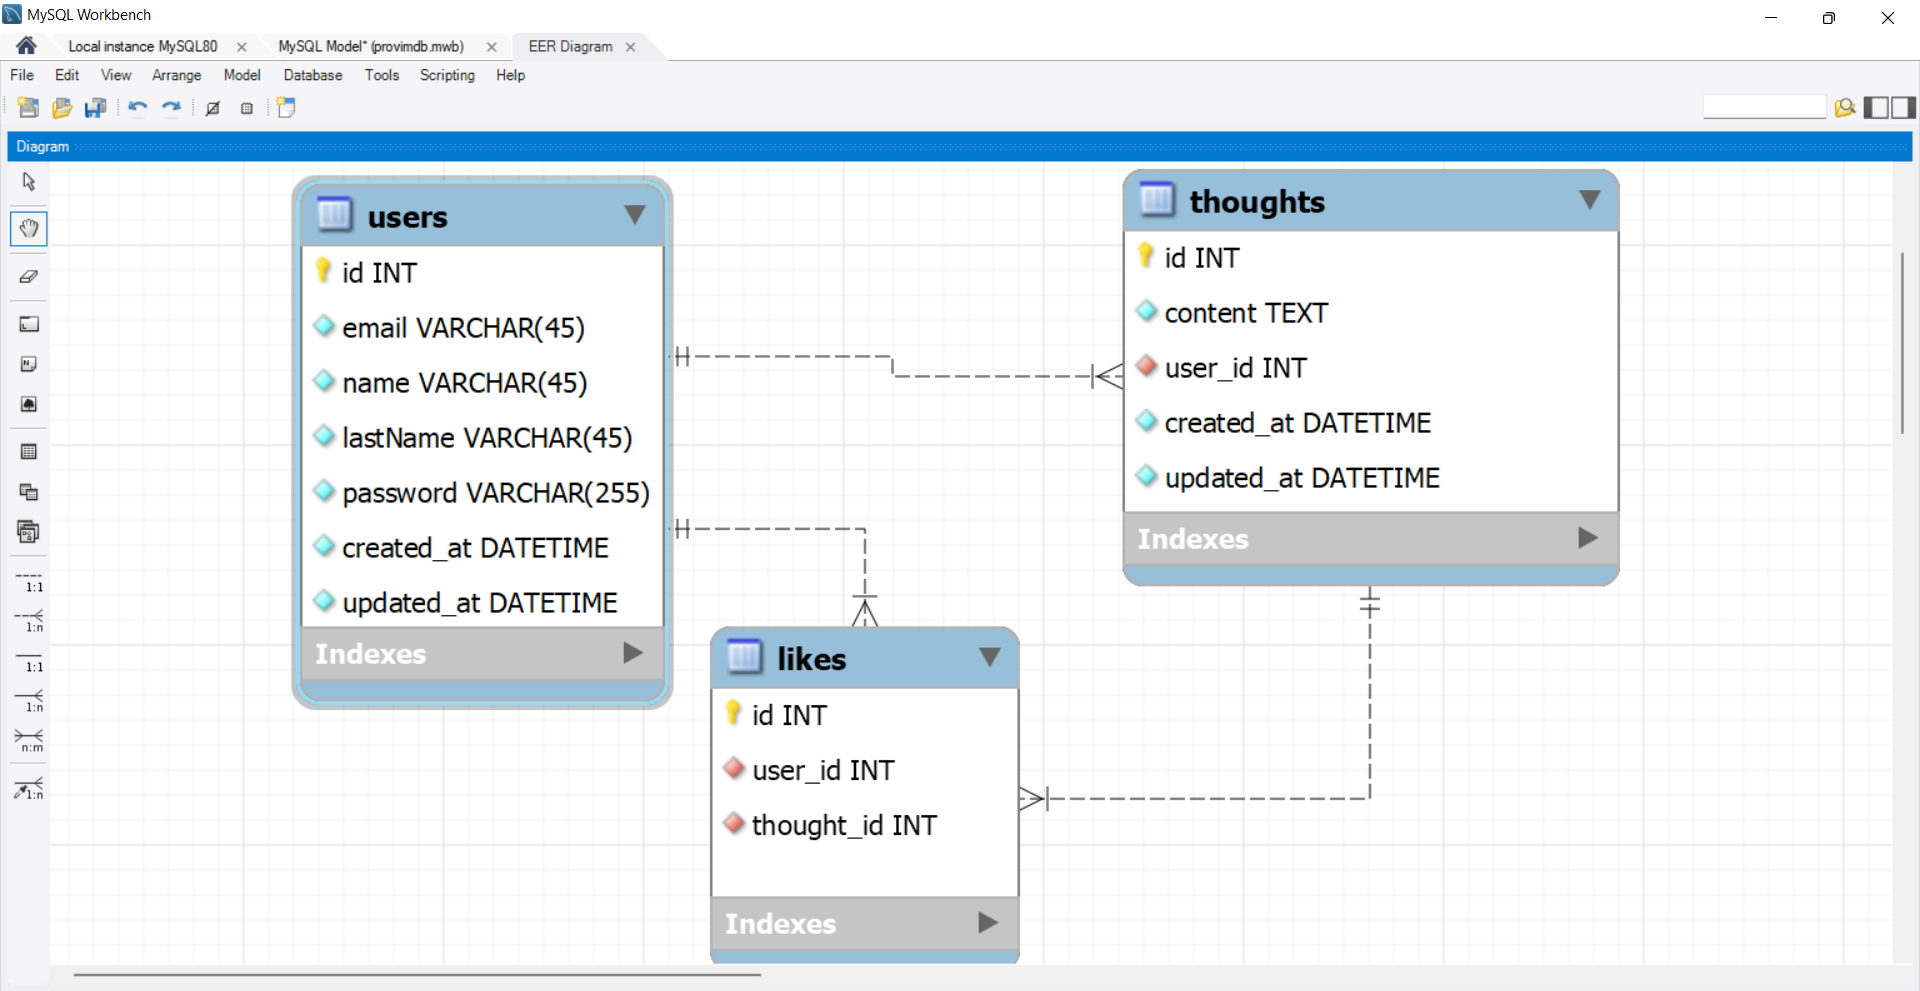 MySQL Workbench
Local instance MySQL80
MySQL Model* (provimdb.mwb)
EER Diagram
File Edit View Arrange Model Database Tools Scripting Help
Diagram
users
id INT
email VARCHAR(45)
name VARCHAR(45)
lastName VARCHAR(45)
password VARCHAR(255)
created_at DATETIME
updated_at DATETIME
Indexes
thoughts
id INT
content TEXT
user_id INT
created_at DATETIME
updated_at DATETIME
Indexes
likes
id INT
user_id INT
thought_id INT
Indexes
1:1
1:n
1:1
1:n
n:m
1:n